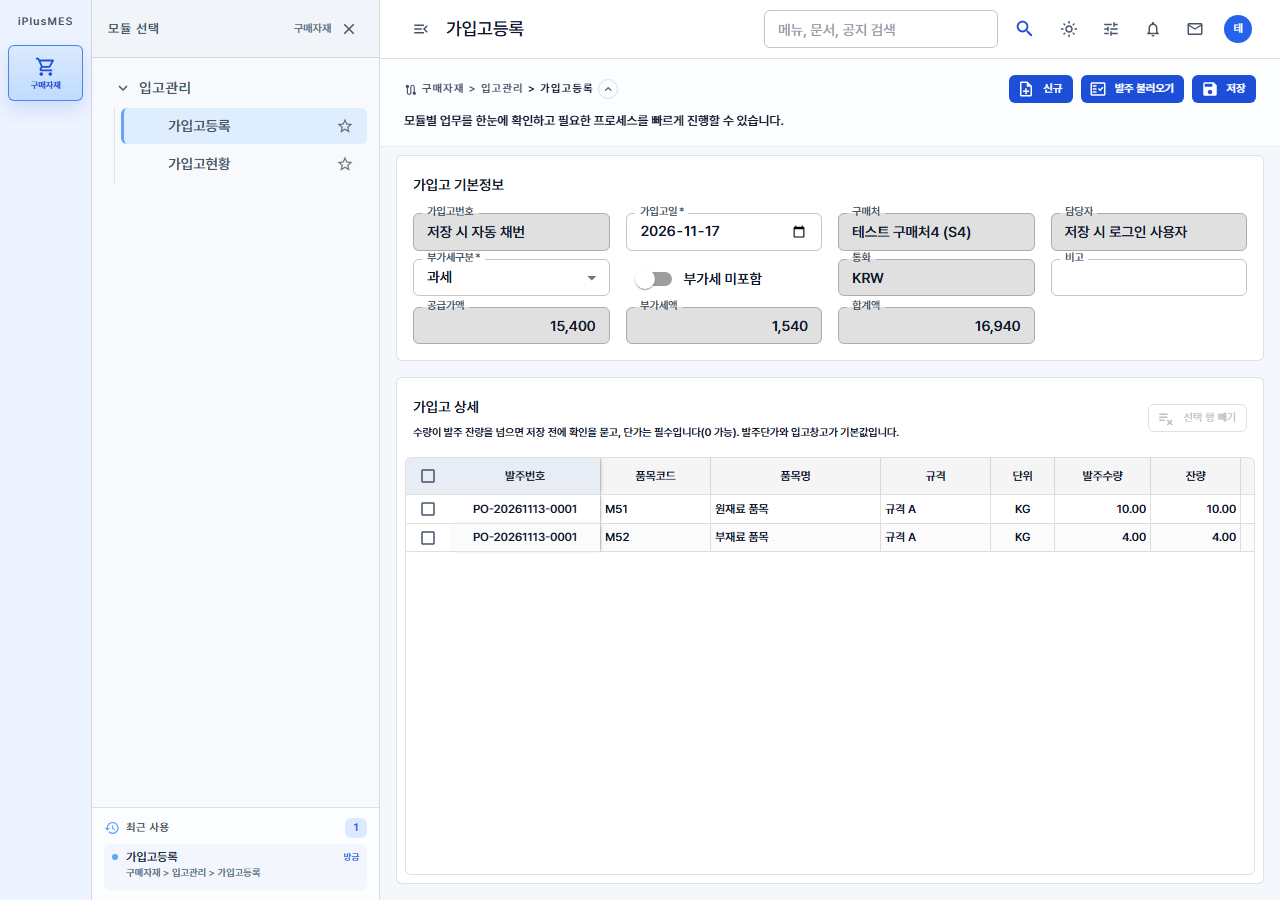 iPlusMES
구매자재
모듈 선택
구매자재
입고관리
가입고등록
가입고현황
최근 사용
1
가입고등록
방금
구매자재 > 입고관리 > 가입고등록
가입고등록
메뉴, 문서, 공지 검색
테
구매자재 > 입고관리 > 가입고등록
신규
발주 불러오기
저장
모듈별 업무를 한눈에 확인하고 필요한 프로세스를 빠르게 진행할 수 있습니다.
가입고 기본정보
가입고번호
저장 시 자동 채번
가입고일 *
2026-11-17
구매처
테스트 구매처4 (S4)
담당자
저장 시 로그인 사용자
부가세구분 *
과세
부가세 미포함
통화
KRW
비고
공급가액
15,400
부가세액
1,540
합계액
16,940
가입고 상세
수량이 발주 잔량을 넘으면 저장 전에 확인을 묻고, 단가는 필수입니다(0 가능). 발주단가와 입고창고가 기본값입니다.
선택 행 빼기
발주번호 품목코드 품목명 규격 단위 발주수량 잔량
PO-20261113-0001 M51 원재료 품목 규격 A KG 10.00 10.00
PO-20261113-0001 M52 부재료 품목 규격 A KG 4.00 4.00